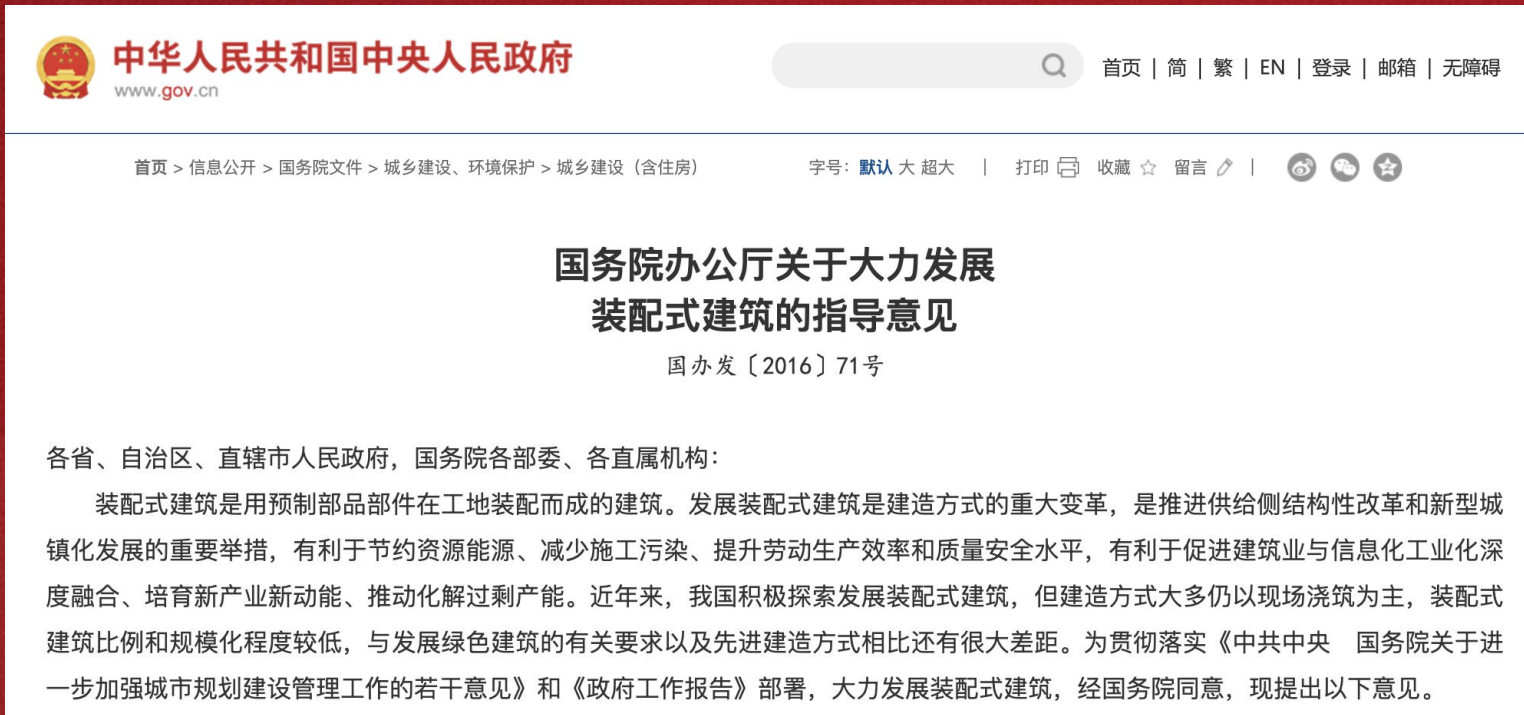 中华人民共和国中央人民政府
www.gov.cn
首页 | 简 | 繁 | EN | 登录 | 邮箱 | 无障碍
首页 > 信息公开 > 国务院文件 > 城乡建设、环境保护 > 城乡建设（含住房）
字号：默认 大 超大 | 打印 收藏 留言 |
国务院办公厅关于大力发展
装配式建筑的指导意见
国办发〔2016〕71号
各省、自治区、直辖市人民政府，国务院各部委、各直属机构：
装配式建筑是用预制部品部件在工地装配而成的建筑。发展装配式建筑是建造方式的重大变革，是推进供给侧结构性改革和新型城
镇化发展的重要举措，有利于节约资源能源、减少施工污染、提升劳动生产效率和质量安全水平，有利于促进建筑业与信息化工业化深
度融合、培育新产业新动能、推动化解过剩产能。近年来，我国积极探索发展装配式建筑，但建造方式大多仍以现场浇筑为主，装配式
建筑比例和规模化程度较低，与发展绿色建筑的有关要求以及先进建造方式相比还有很大差距。为贯彻落实《中共中央　国务院关于进
一步加强城市规划建设管理工作的若干意见》和《政府工作报告》部署，大力发展装配式建筑，经国务院同意，现提出以下意见。